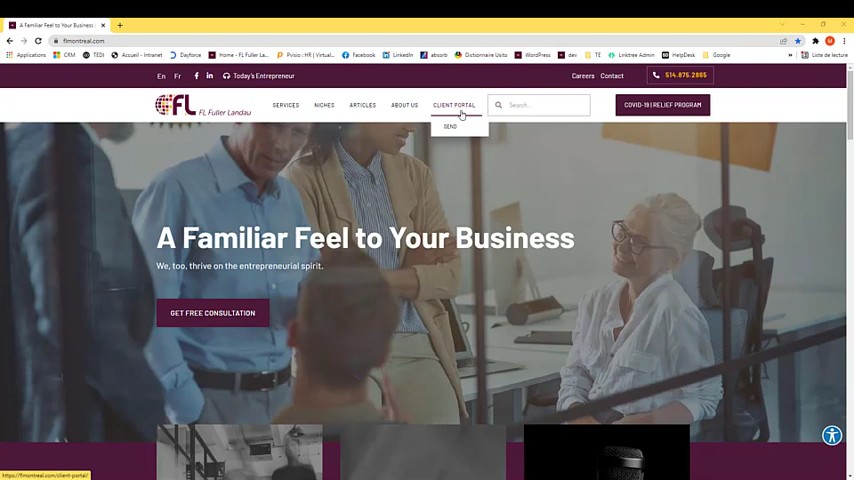 A Familiar Feel to Your Business
flmontreal.com
Applications CRM TEDI Accueil - Intranet Dayforce Home - FL Fuller La... Pvisio : HR | Virtual... Facebook LinkedIn absorb Dictionnaire Usito WordPress dev TE Linktree Admin HelpDesk Google » Liste de lecture
En Fr Today's Entrepreneur Careers Contact 514.875.2865
FL FL Fuller Landau SERVICES NICHES ARTICLES ABOUT US CLIENT PORTAL Search... COVID-19 | RELIEF PROGRAM
SEND
A Familiar Feel to Your Business
We, too, thrive on the entrepreneurial spirit.
GET FREE CONSULTATION
https://flmontreal.com/client-portal/